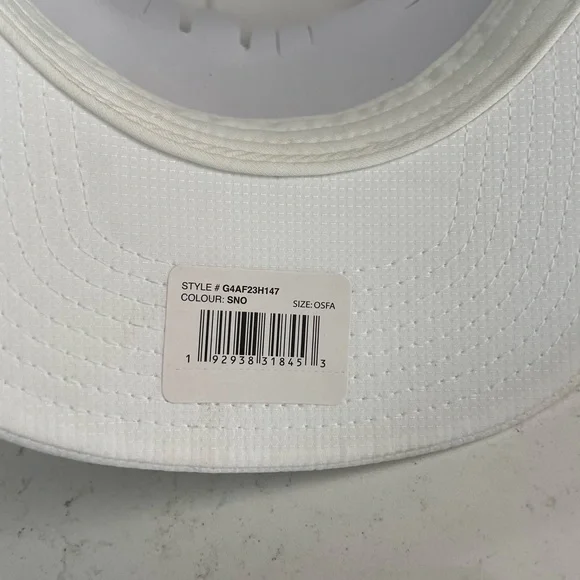 STYLE # G4AF23H147
COLOUR: SNO
SIZE: OSFA
1 92938 31845 3